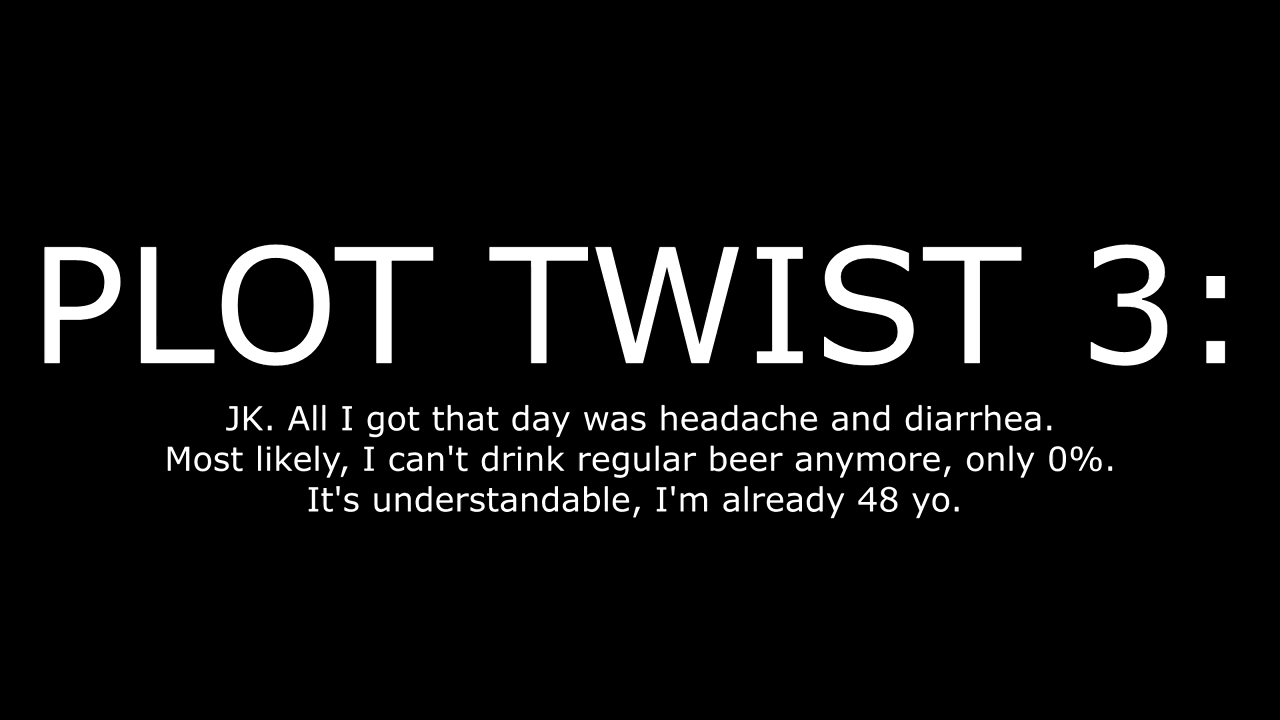 PLOT TWIST 3:
JK. All I got that day was headache and diarrhea.
Most likely, I can't drink regular beer anymore, only 0%.
It's understandable, I'm already 48 yo.